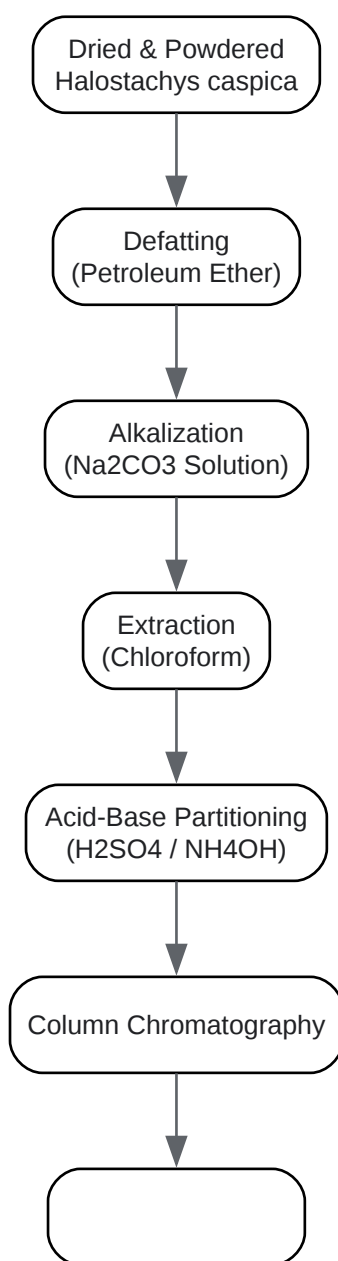 Dried & Powdered
Halostachys caspica
Defatting
(Petroleum Ether)
Alkalization
(Na2CO3 Solution)
Extraction
(Chloroform)
Acid-Base Partitioning
(H2SO4 / NH4OH)
Column Chromatography